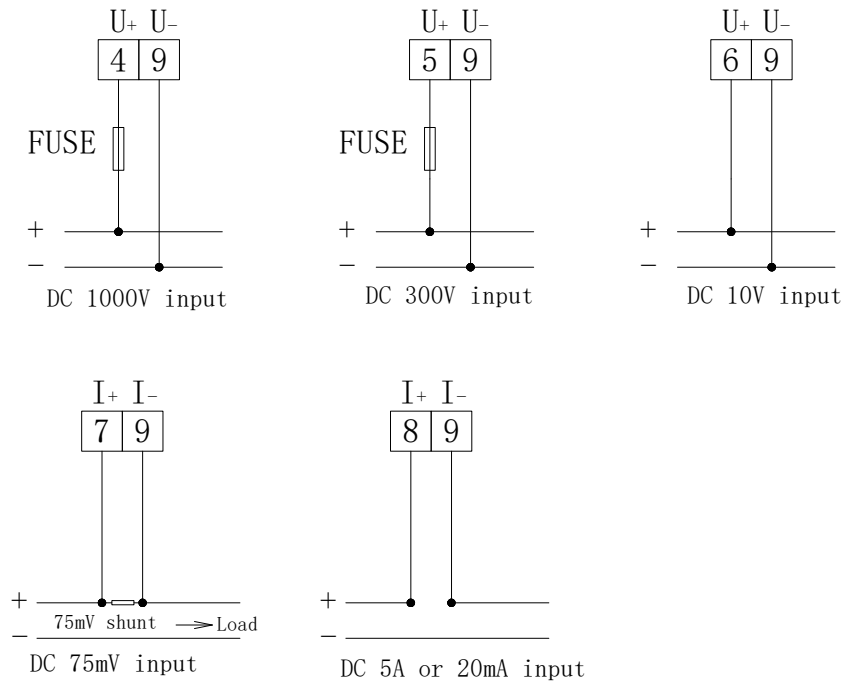 U+ U−
4 9
FUSE
+
−
DC 1000V input
U+ U−
5 9
FUSE
+
−
DC 300V input
U+ U−
6 9
+
−
DC 10V input
I+ I−
7 9
+
75mV shunt
Load
−
DC 75mV input
I+ I−
8 9
+
−
DC 5A or 20mA input